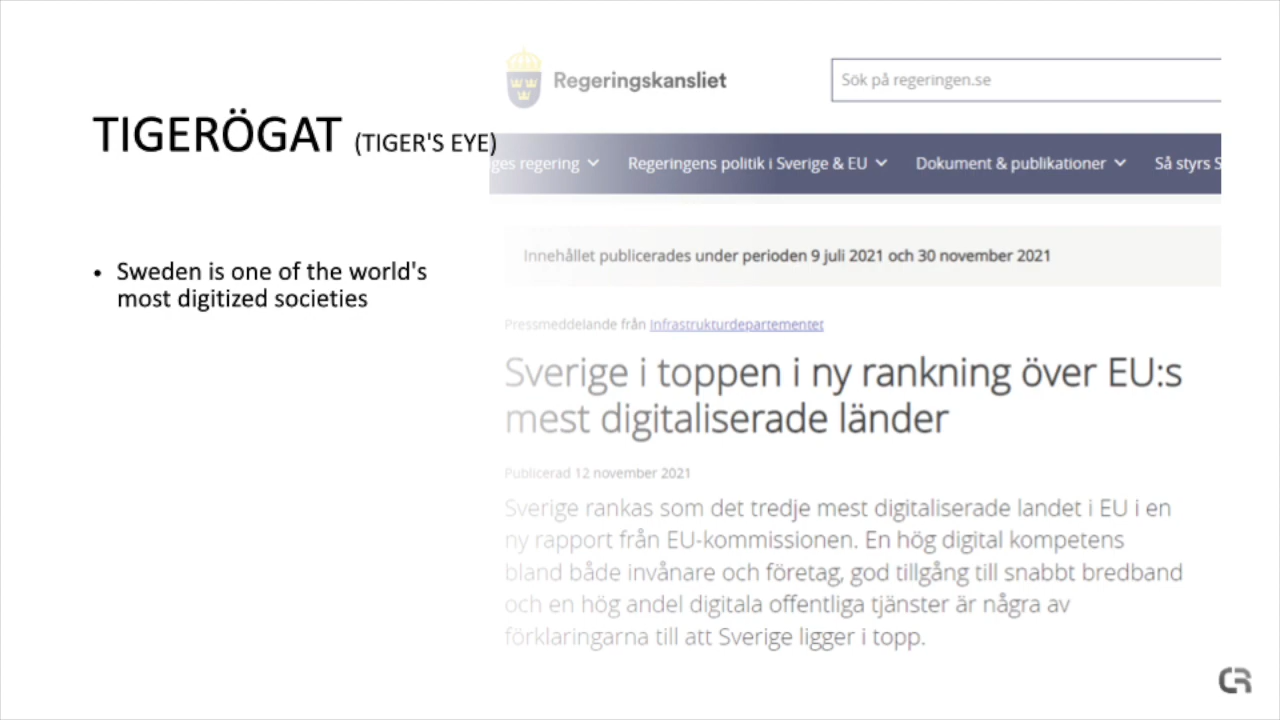 TIGERÖGAT (TIGER'S EYE)
• Sweden is one of the world's
most digitized societies
Regeringskansliet
Sök på regeringen.se
ges regering
Regeringens politik i Sverige & EU
Dokument & publikationer
Så styrs S
Innehållet publicerades under perioden 9 juli 2021 och 30 november 2021
Pressmeddelande från Infrastrukturdepartementet
Sverige i toppen i ny rankning över EU:s
mest digitaliserade länder
Publicerad 12 november 2021
Sverige rankas som det tredje mest digitaliserade landet i EU i en
ny rapport från EU-kommissionen. En hög digital kompetens
bland både invånare och företag, god tillgång till snabbt bredband
och en hög andel digitala offentliga tjänster är några av
förklaringarna till att Sverige ligger i topp.
CR